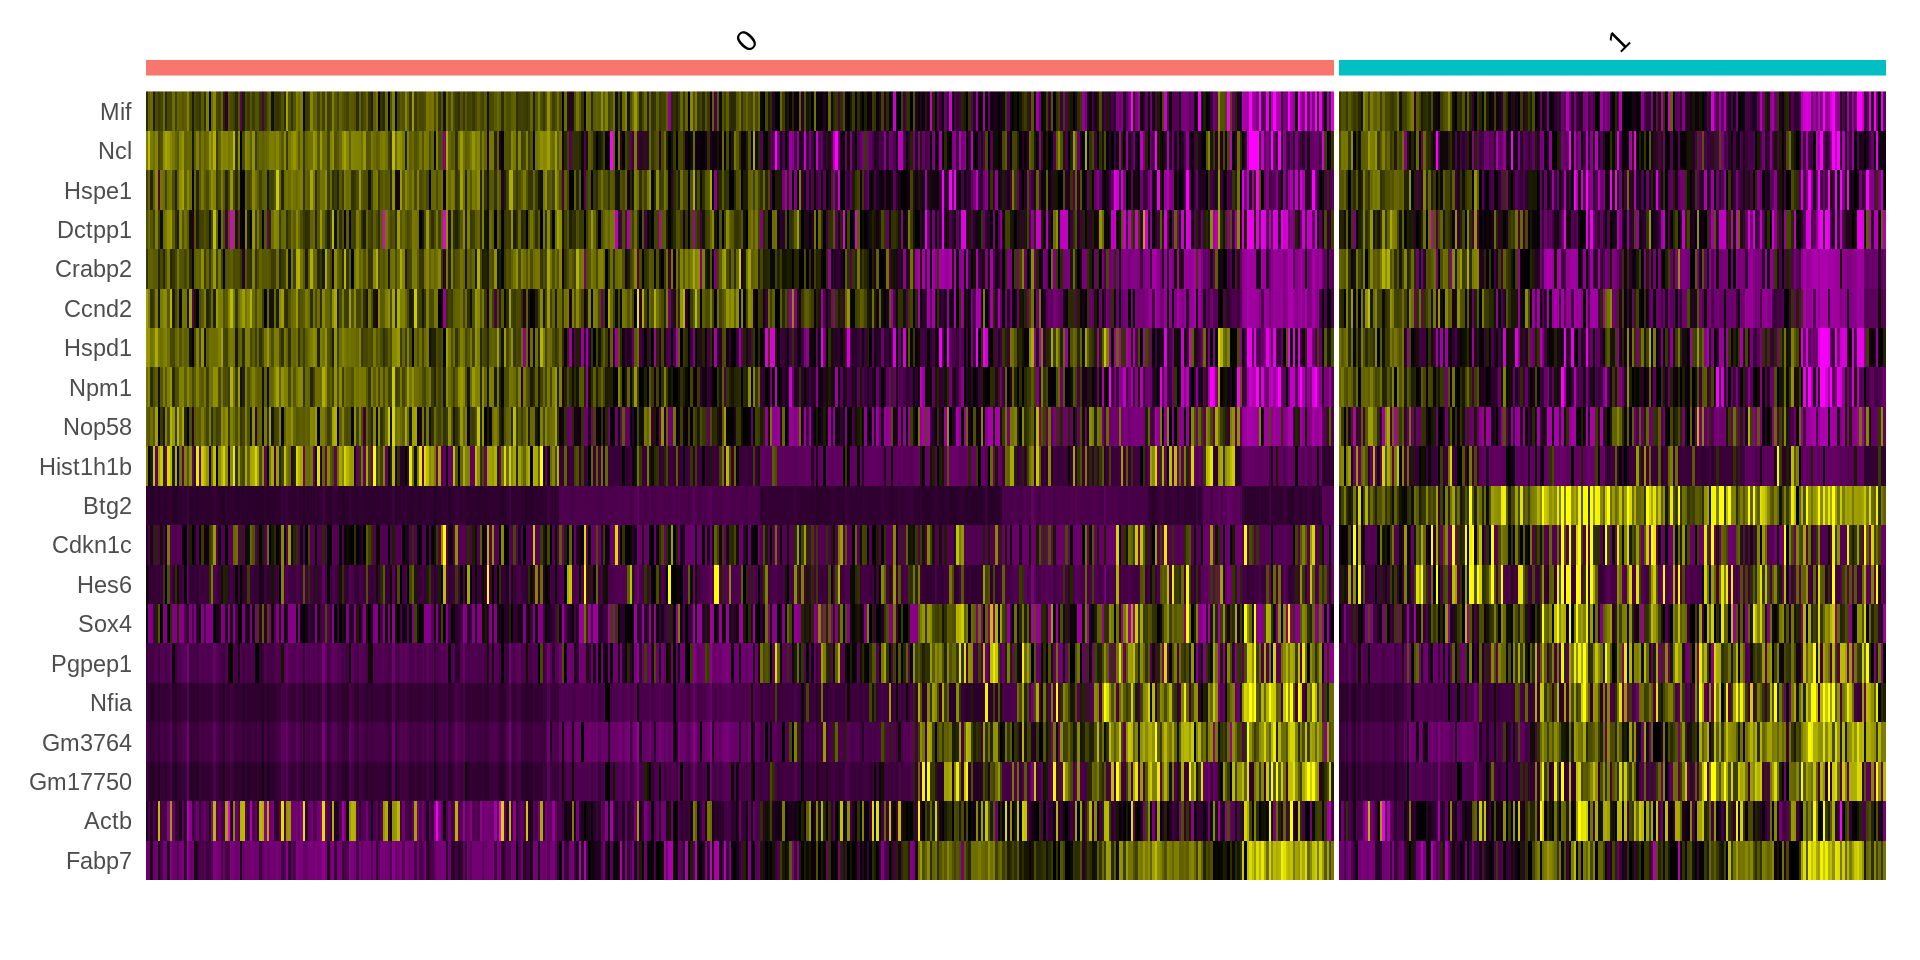 0
1
Mif
Ncl
Hspe1
Dctpp1
Crabp2
Ccnd2
Hspd1
Npm1
Nop58
Hist1h1b
Btg2
Cdkn1c
Hes6
Sox4
Pgpep1
Nfia
Gm3764
Gm17750
Actb
Fabp7